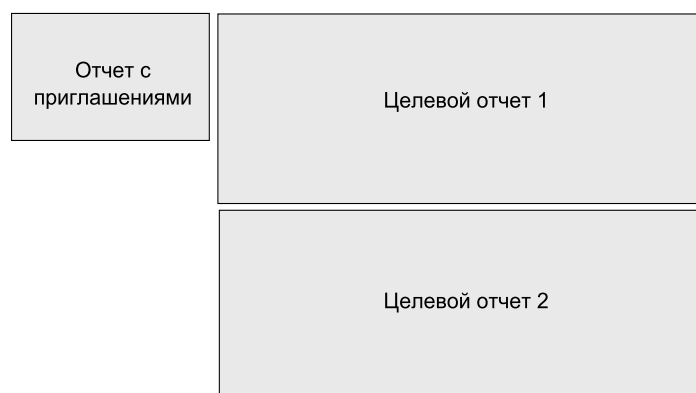 Отчет с
приглашениями
Целевой отчет 1
Целевой отчет 2